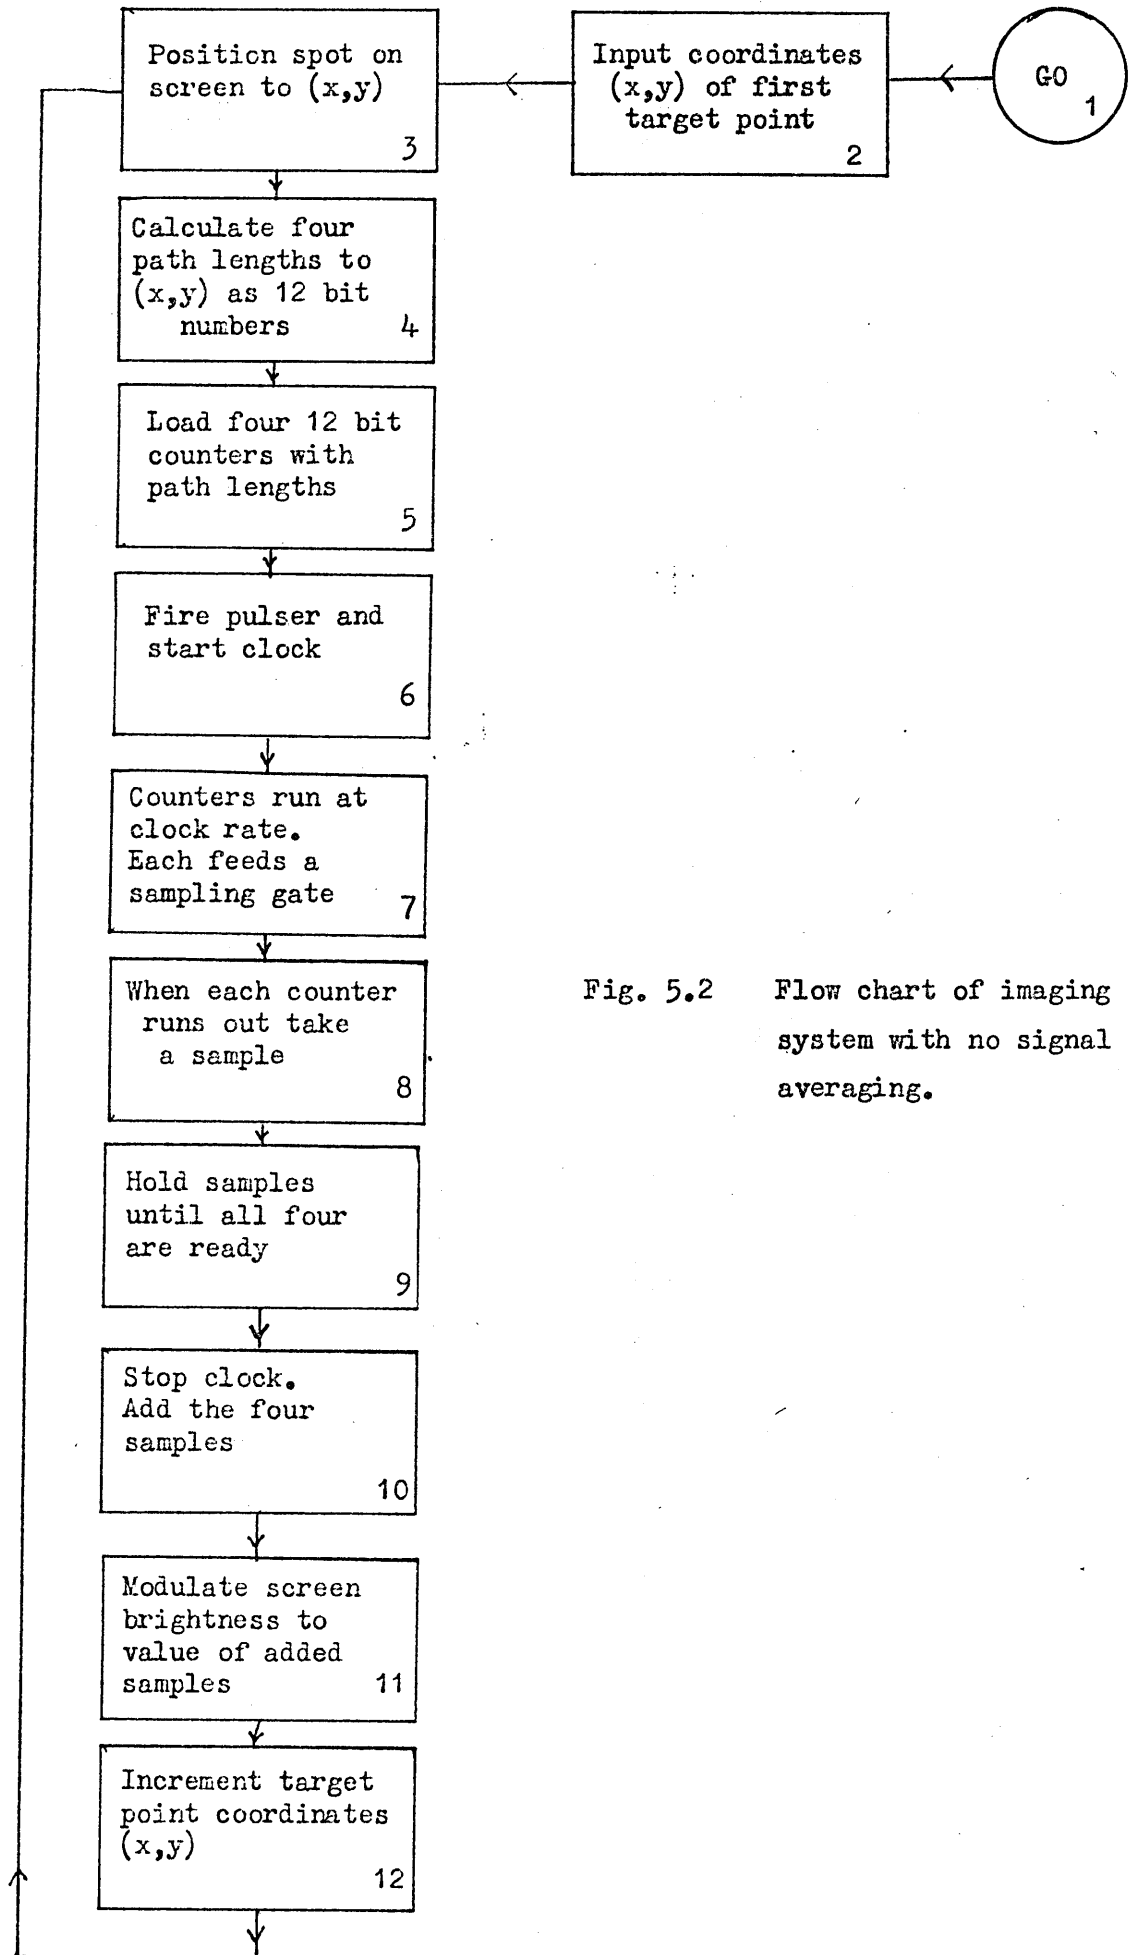 GO
1
Input coordinates
(x,y) of first
target point
2
Position spot on
screen to (x,y)
3
Calculate four
path lengths to
(x,y) as 12 bit
numbers
4
Load four 12 bit
counters with
path lengths
5
Fire pulser and
start clock
6
Counters run at
clock rate.
Each feeds a
sampling gate
7
When each counter
runs out take
a sample
8
Hold samples
until all four
are ready
9
Stop clock.
Add the four
samples
10
Modulate screen
brightness to
value of added
samples
11
Increment target
point coordinates
(x,y)
12
Fig. 5.2 Flow chart of imaging
system with no signal
averaging.